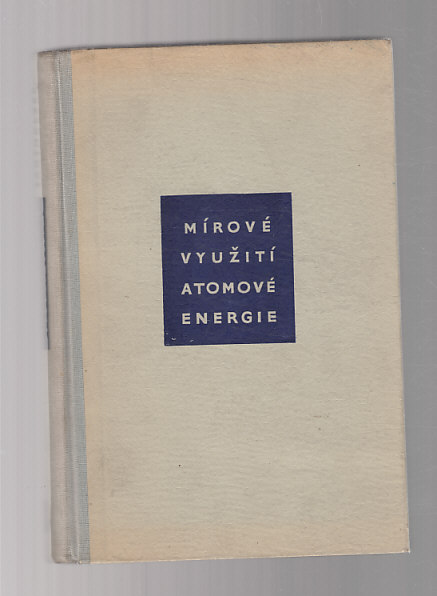 MÍROVÉ
VYUŽITÍ
ATOMOVÉ
ENERGIE